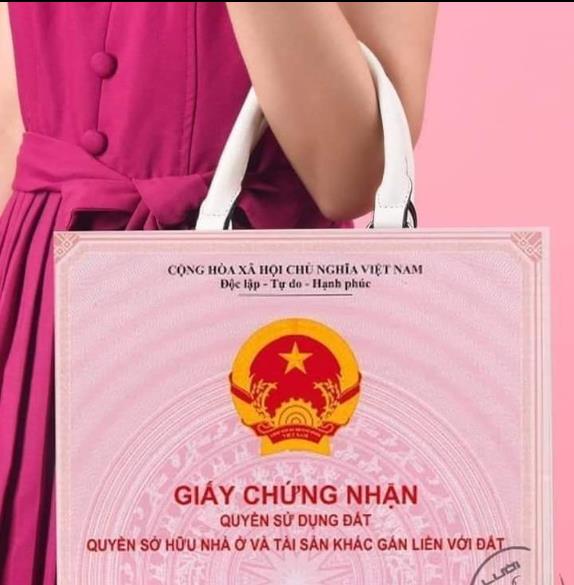 CỘNG HÒA XÃ HỘI CHỦ NGHĨA VIỆT NAM
Độc lập - Tự do - Hạnh phúc
GIẤY CHỨNG NHẬN
QUYỀN SỬ DỤNG ĐẤT
QUYỀN SỞ HỮU NHÀ Ở VÀ TÀI SẢN KHÁC GẮN LIỀN VỚI ĐẤT